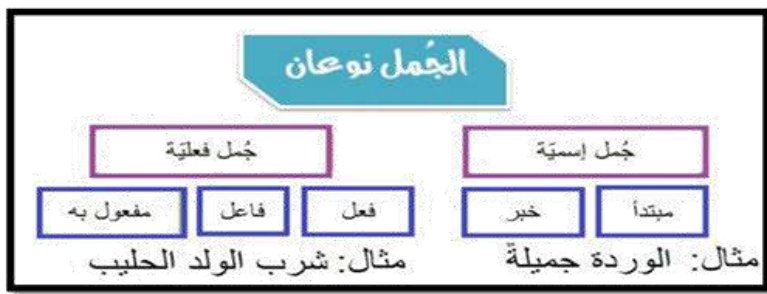 الجُمل نوعان
جُمل إسميّة
جُمل فعليّة
مبتدأ
خبر
فعل
فاعل
مفعول به
مثال: الوردة جميلة
مثال: شرب الولد الحليب